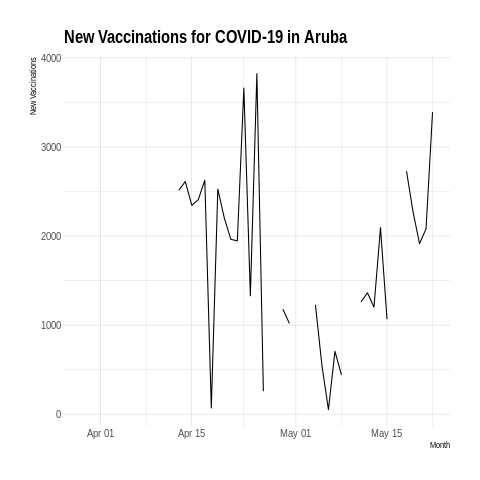 New Vaccinations for COVID-19 in Aruba
New Vaccinations
4000
3000
2000
1000
0
Apr 01
Apr 15
May 01
May 15
Month